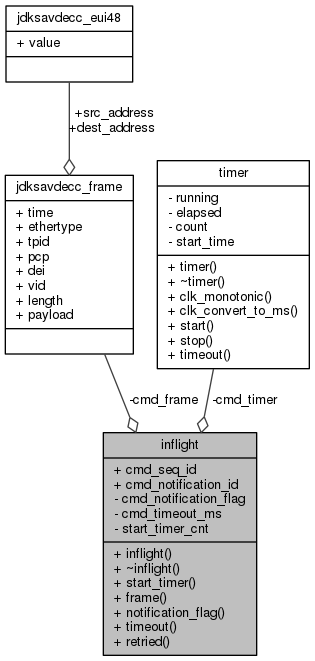 jdksavdecc_eui48
+ value
+src_address
+dest_address
jdksavdecc_frame
+ time
+ ethertype
+ tpid
+ pcp
+ dei
+ vid
+ length
+ payload
timer
- running
- elapsed
- count
- start_time
+ timer()
+ ~timer()
+ clk_monotonic()
+ clk_convert_to_ms()
+ start()
+ stop()
+ timeout()
-cmd_frame
-cmd_timer
inflight
+ cmd_seq_id
+ cmd_notification_id
- cmd_notification_flag
- cmd_timeout_ms
- start_timer_cnt
+ inflight()
+ ~inflight()
+ start_timer()
+ frame()
+ notification_flag()
+ timeout()
+ retried()